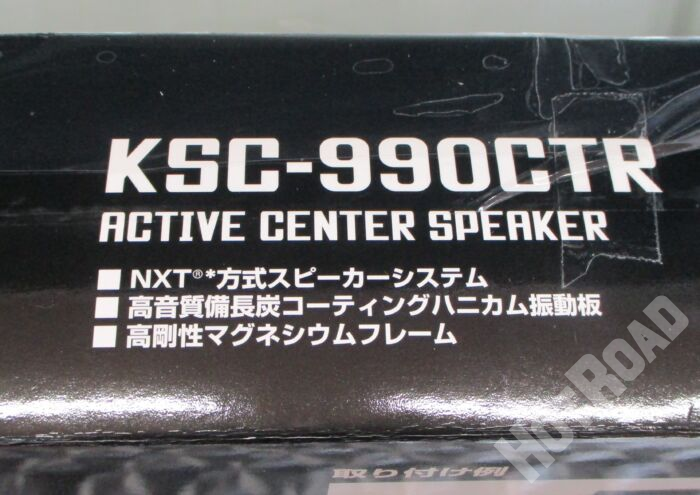 KSC-990CTR
ACTIVE CENTER SPEAKER
■ NXT®*方式スピーカーシステム
■ 高音質備長炭コーティングハニカム振動板
■ 高剛性マグネシウムフレーム
HOT ROAD
取り付け例